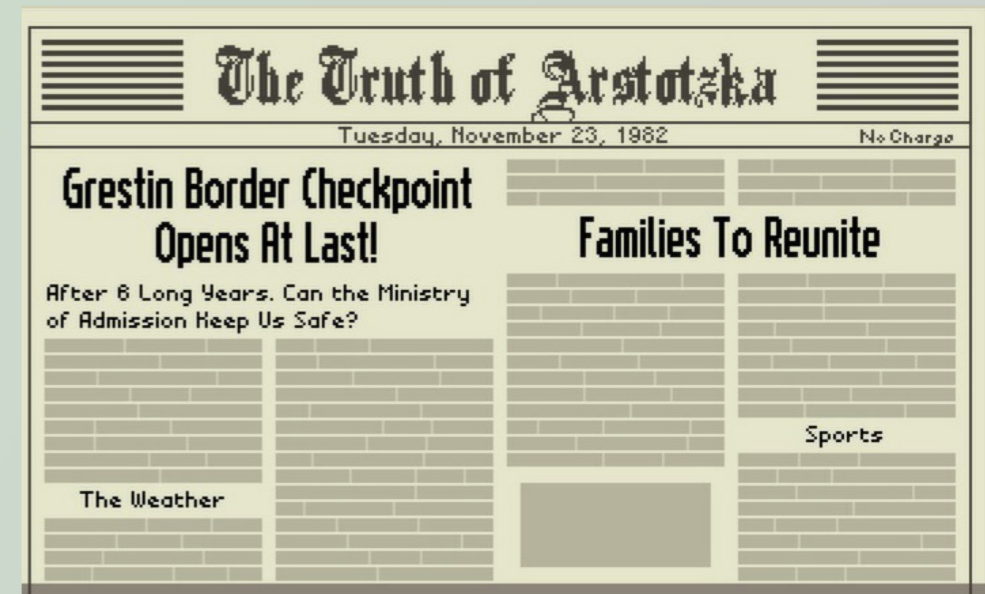 The Truth of Arstotzka
Tuesday, November 23, 1982
No Charge
Grestin Border Checkpoint
Opens At Last!
After 6 Long Years. Can the Ministry
of Admission Keep Us Safe?
The Weather
Families To Reunite
Sports